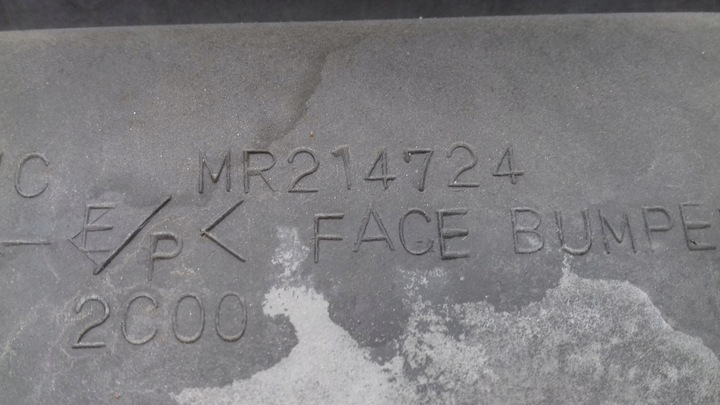 /C MR214724
E/P< FACE BUMPE
2C00